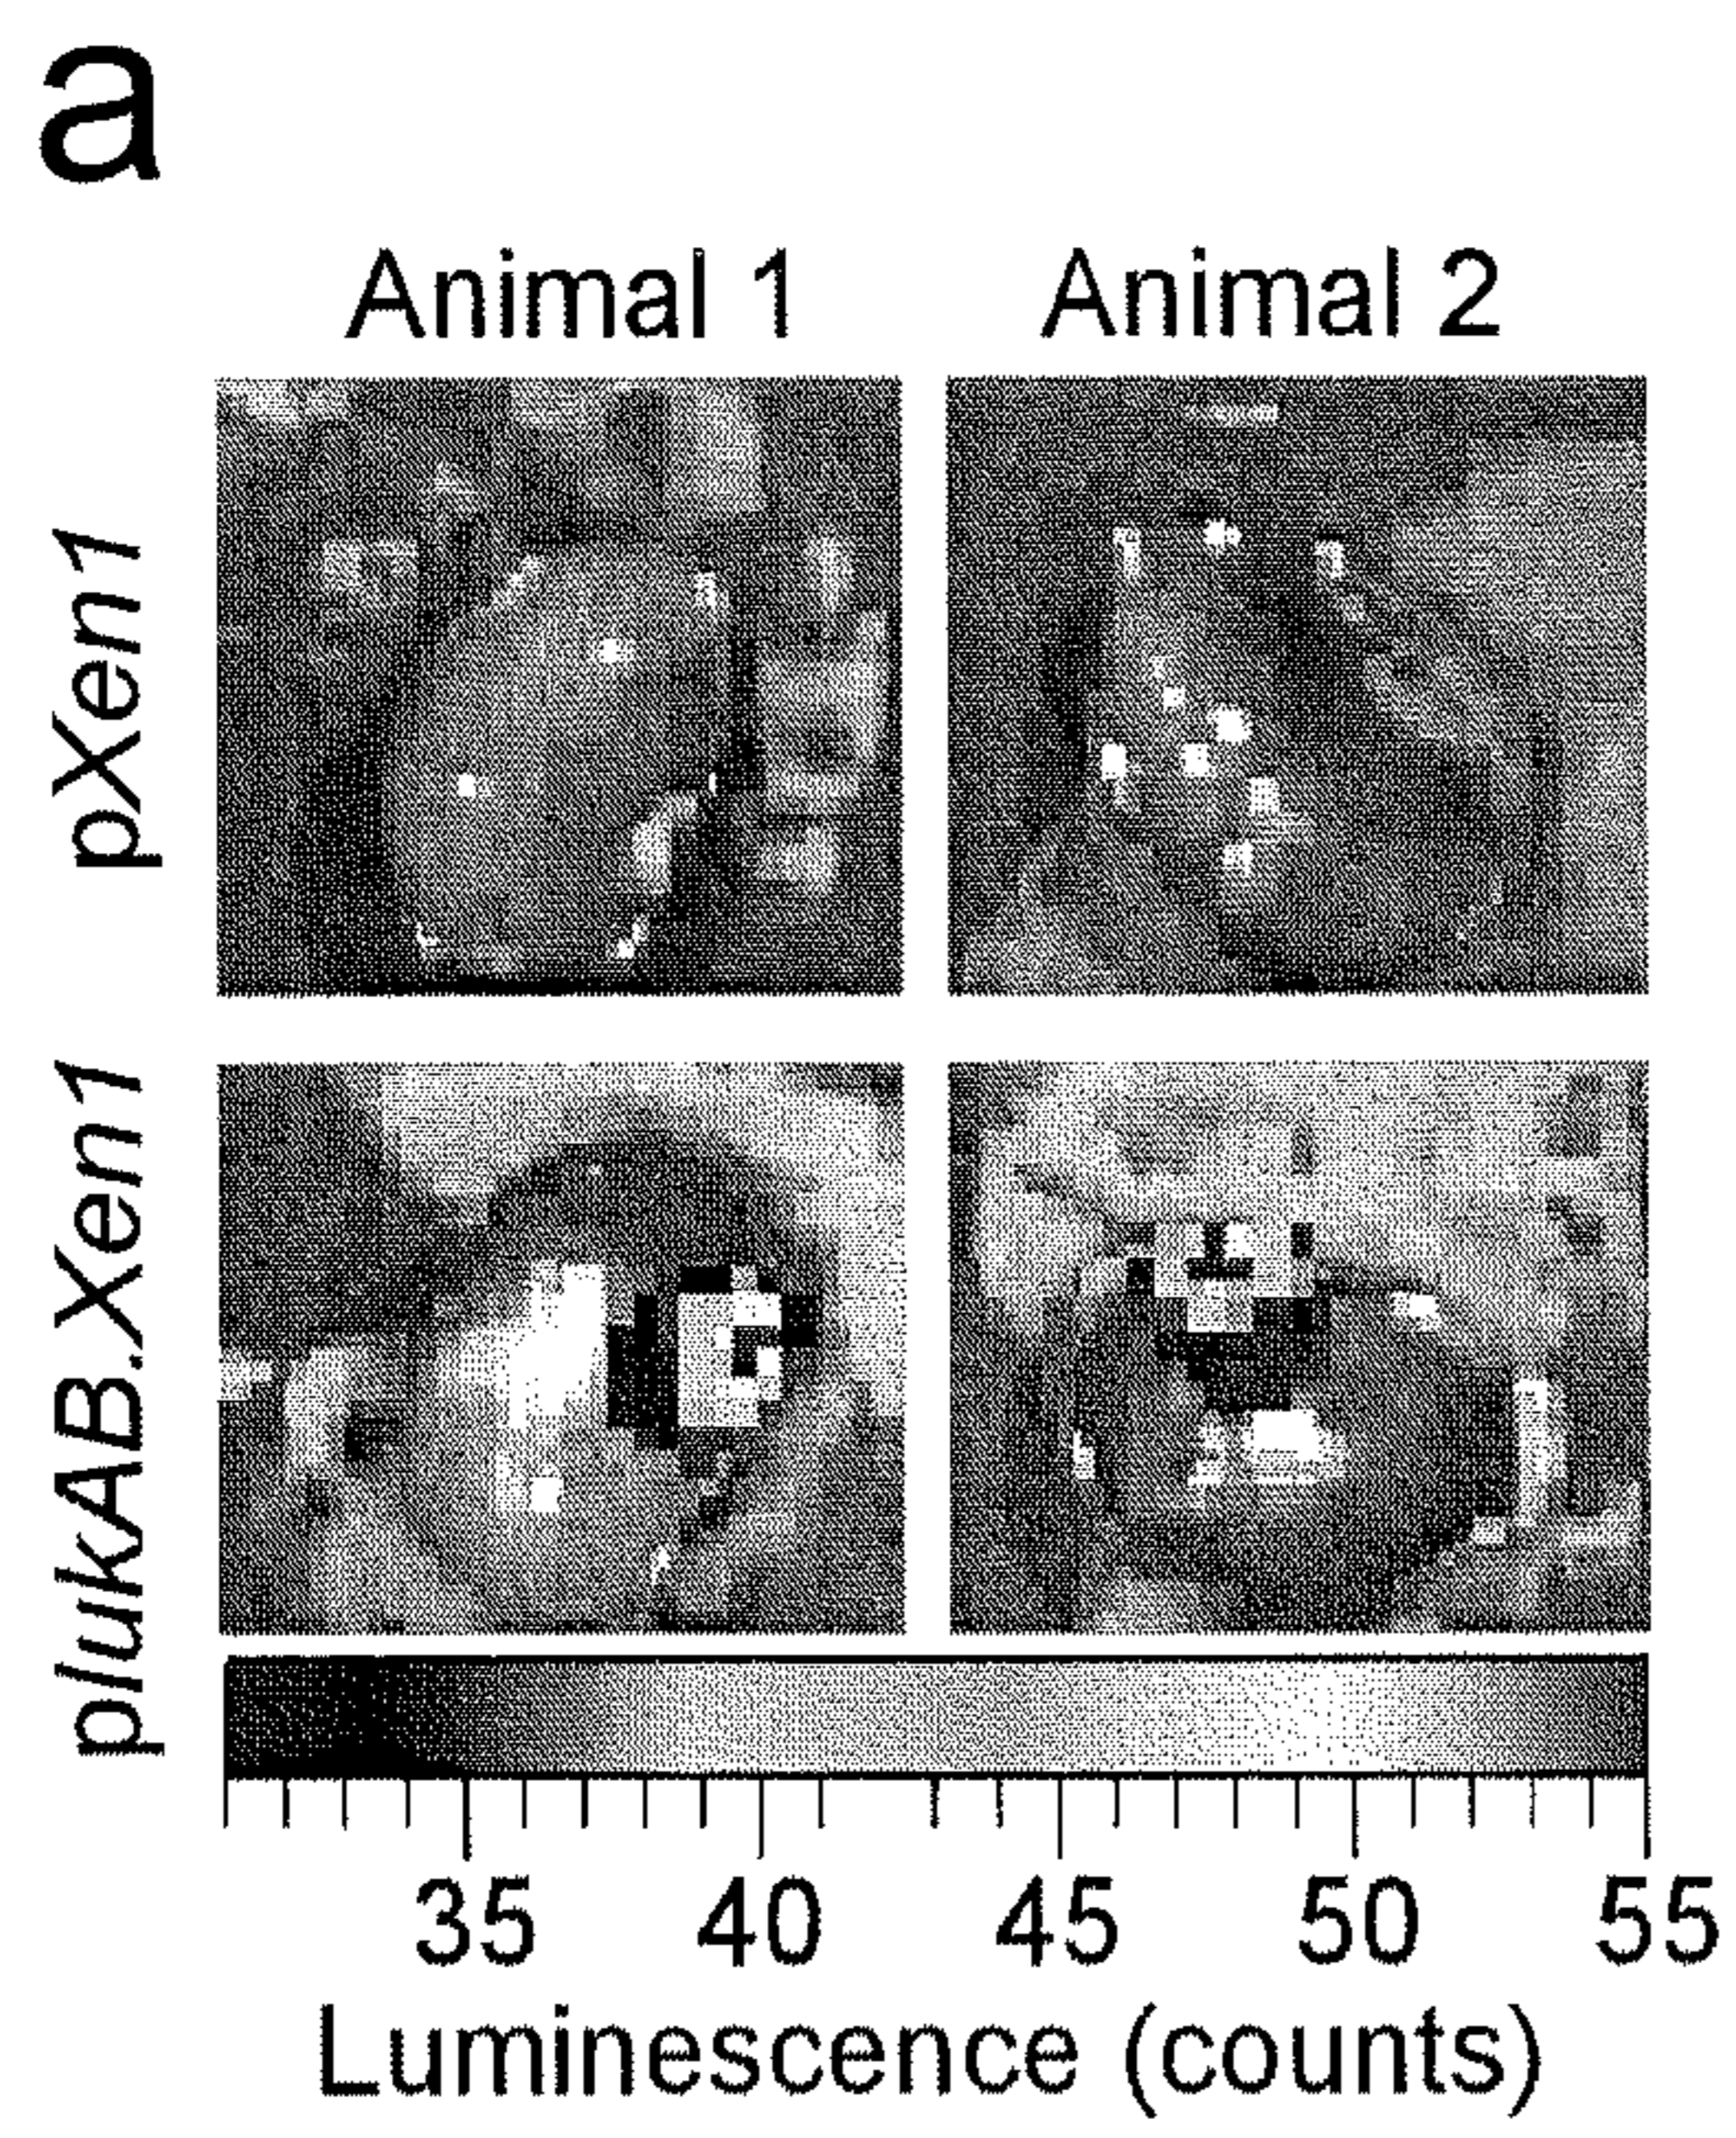 a
Animal 1 Animal 2
pXen1
plukAB.Xen1
35 40 45 50 55
Luminescence (counts)